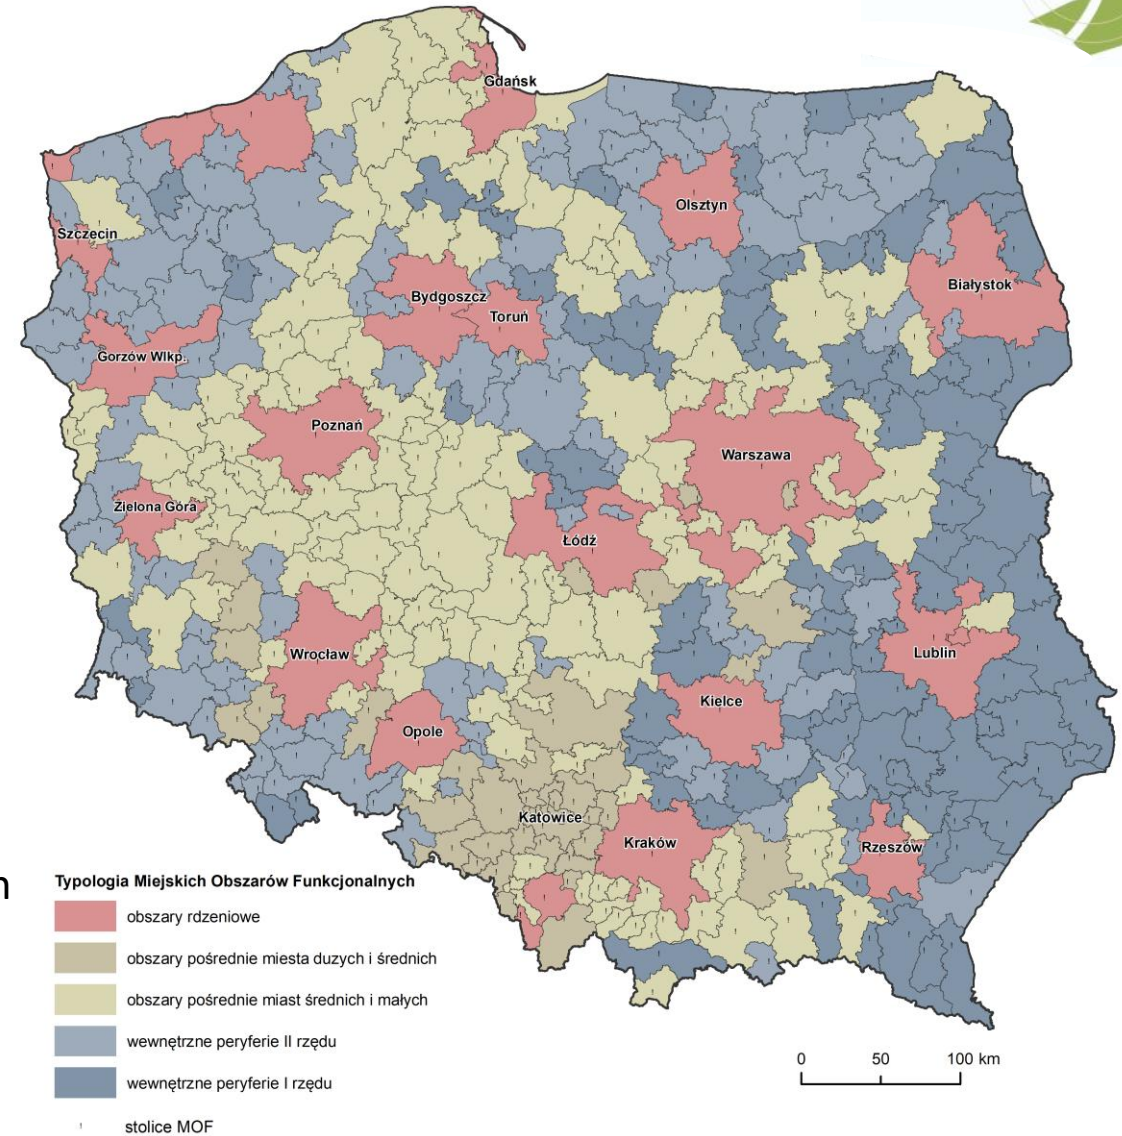 Gdańsk
Olsztyn
Szczecin
Białystok
Bydgoszcz
Toruń
Gorzów Wlkp.
Poznań
Warszawa
Zielona Góra
Łódź
Wrocław
Lublin
Kielce
Opole
Katowice
Kraków
Rzeszów
h
Typologia Miejskich Obszarów Funkcjonalnych
obszary rdzeniowe
obszary pośrednie miasta duzych i średnich
obszary pośrednie miast średnich i małych
wewnętrzne peryferie II rzędu
wewnętrzne peryferie I rzędu
stolice MOF
0 50 100 km